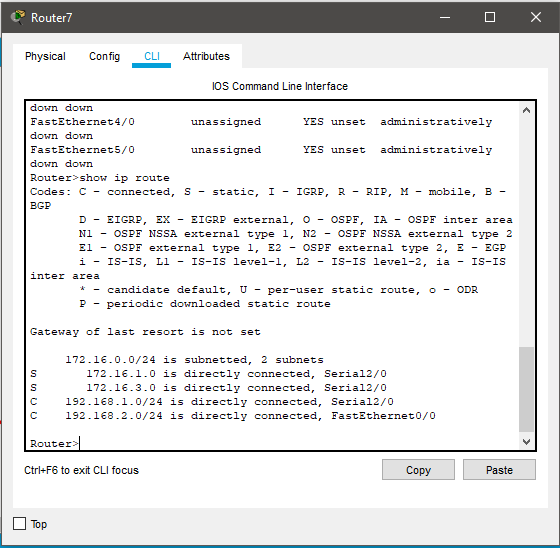 Router7
Physical Config CLI Attributes
IOS Command Line Interface
down down
FastEthernet4/0 unassigned YES unset administratively
down down
FastEthernet5/0 unassigned YES unset administratively
down down
Router>show ip route
Codes: C - connected, S - static, I - IGRP, R - RIP, M - mobile, B -
BGP
D - EIGRP, EX - EIGRP external, O - OSPF, IA - OSPF inter area
N1 - OSPF NSSA external type 1, N2 - OSPF NSSA external type 2
E1 - OSPF external type 1, E2 - OSPF external type 2, E - EGP
i - IS-IS, L1 - IS-IS level-1, L2 - IS-IS level-2, ia - IS-IS
inter area
* - candidate default, U - per-user static route, o - ODR
P - periodic downloaded static route
Gateway of last resort is not set
172.16.0.0/24 is subnetted, 2 subnets
S 172.16.1.0 is directly connected, Serial2/0
S 172.16.3.0 is directly connected, Serial2/0
C 192.168.1.0/24 is directly connected, Serial2/0
C 192.168.2.0/24 is directly connected, FastEthernet0/0
Router>
Ctrl+F6 to exit CLI focus
Copy Paste
Top